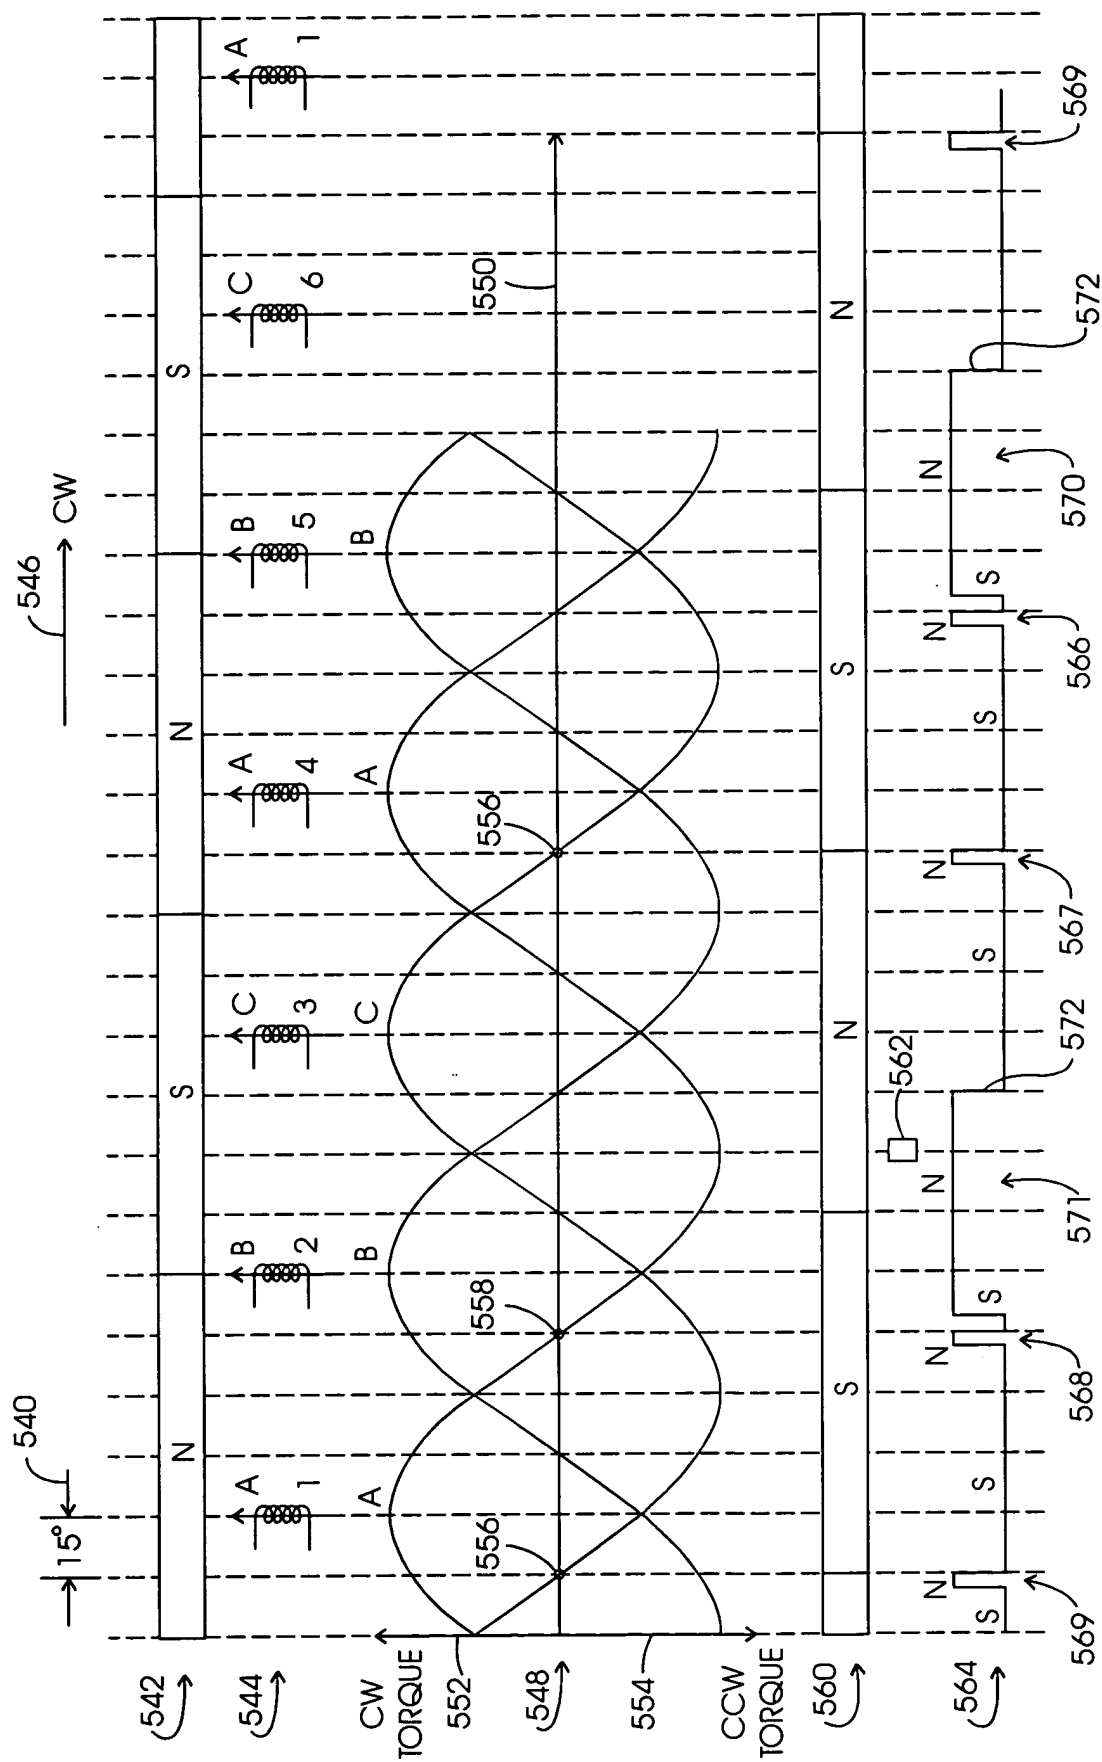 540 546
15° CW
542 N S N S
A B C A B C A
544 1 2 3 4 5 6 1
CW TORQUE A B C A B
552 556 558 556 550
548
554
CCW TORQUE
560 S N S N
562
N N N N N N
564 S S S S S S
569 568 571 572 567 566 570 572 569